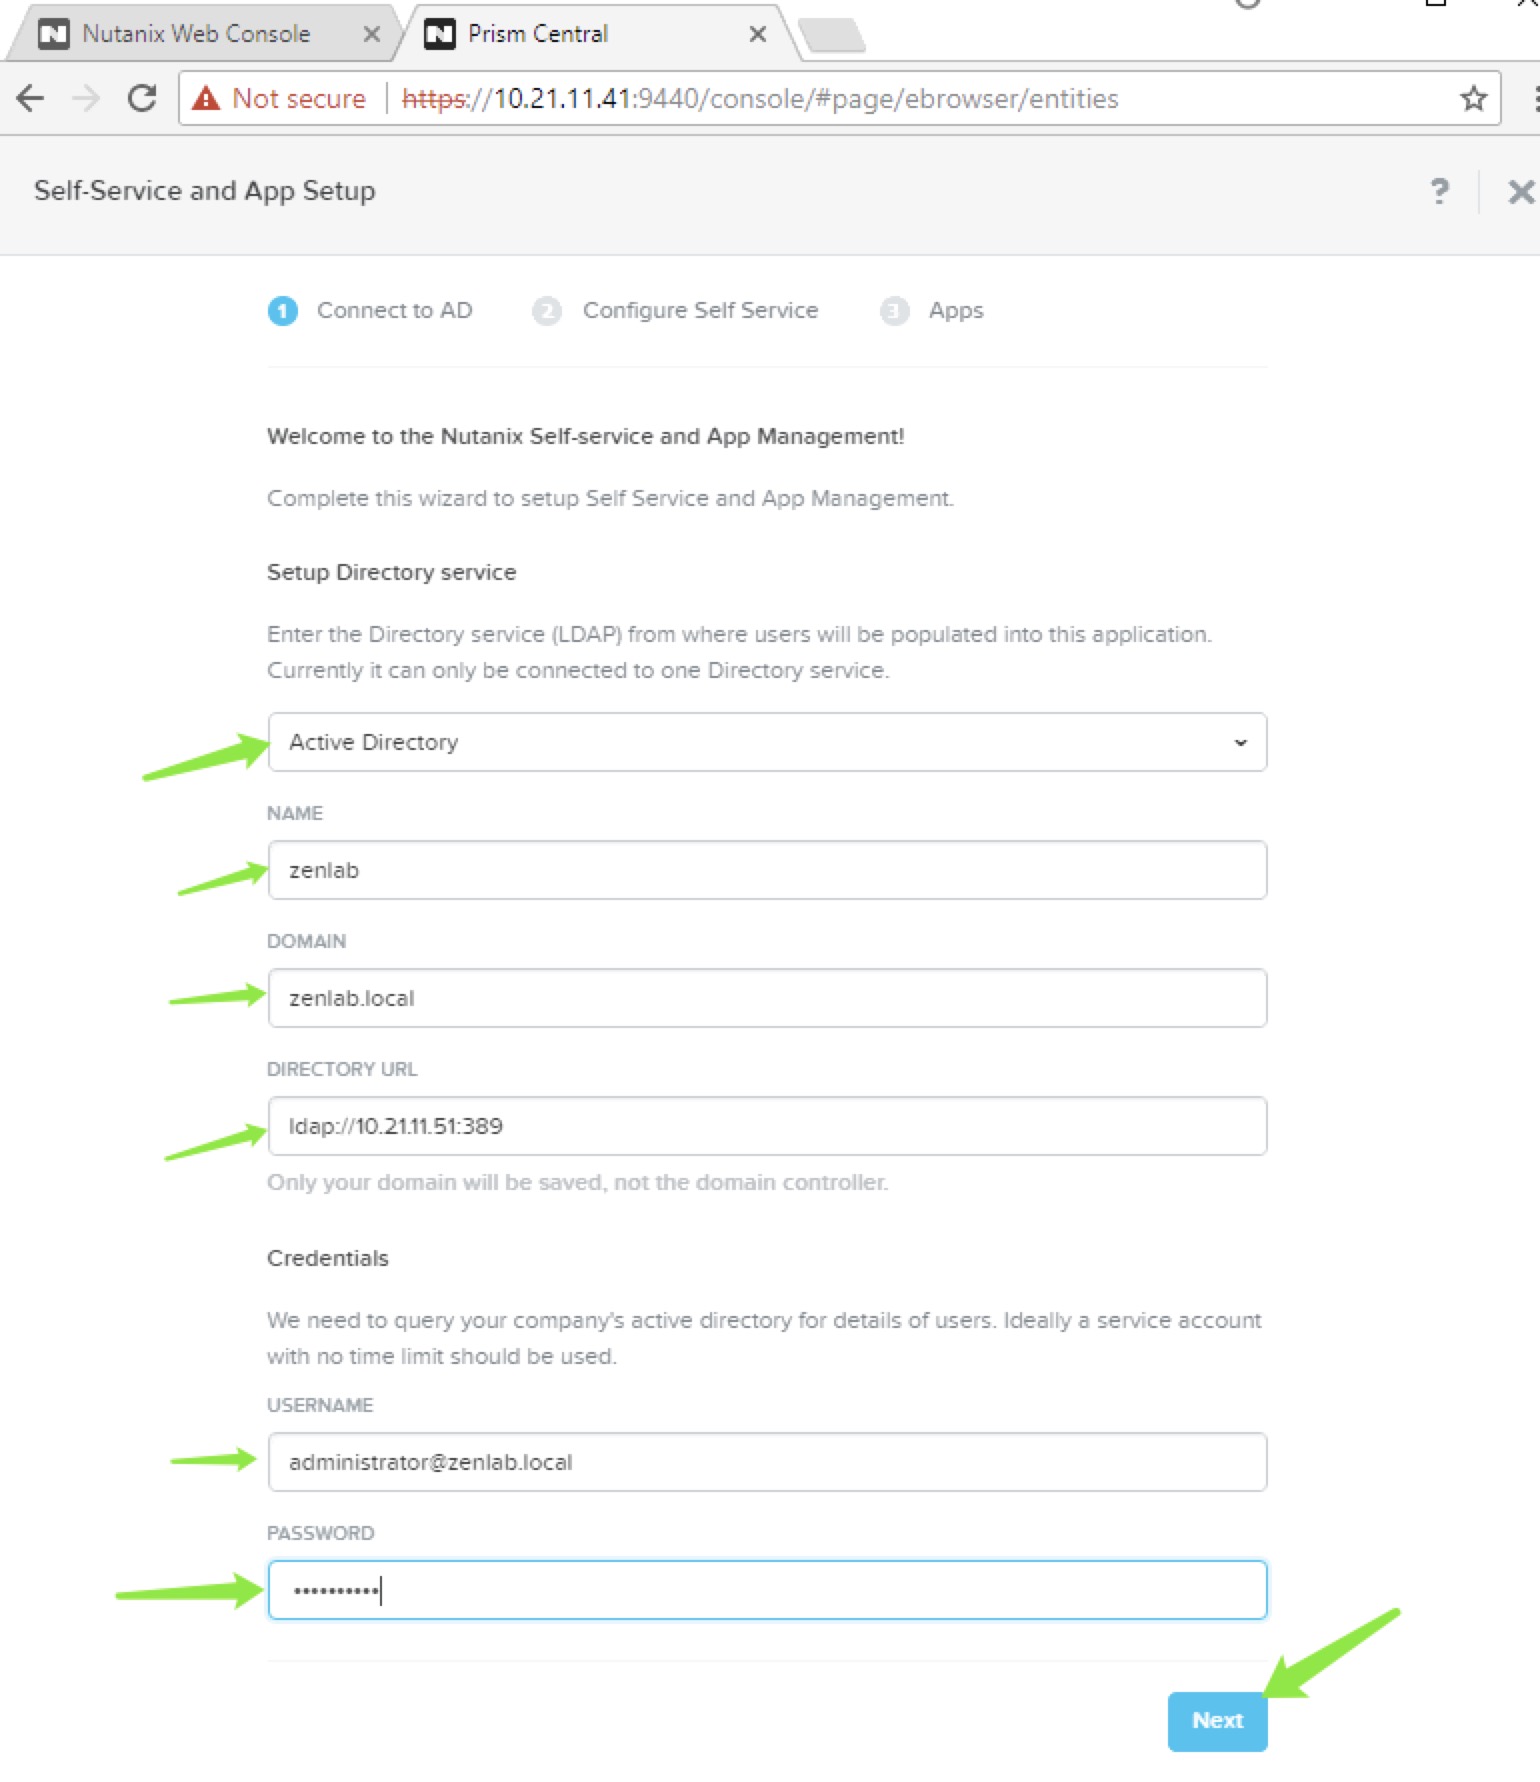 Nutanix Web Console
Prism Central
Not secure
https://10.21.11.41:9440/console/#page/ebrowser/entities
Self-Service and App Setup
?
1 Connect to AD
2 Configure Self Service
3 Apps
Welcome to the Nutanix Self-service and App Management!
Complete this wizard to setup Self Service and App Management.
Setup Directory service
Enter the Directory service (LDAP) from where users will be populated into this application.
Currently it can only be connected to one Directory service.
Active Directory
NAME
zenlab
DOMAIN
zenlab.local
DIRECTORY URL
ldap://10.21.11.51:389
Only your domain will be saved, not the domain controller.
Credentials
We need to query your company's active directory for details of users. Ideally a service account
with no time limit should be used.
USERNAME
administrator@zenlab.local
PASSWORD
••••••••••
Next